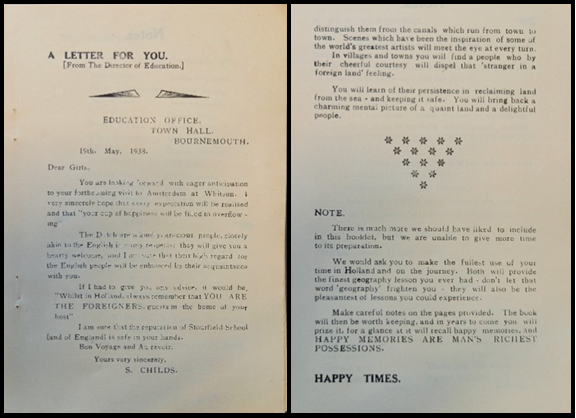 A LETTER FOR YOU.
[From The Director of Education.]
EDUCATION OFFICE,
TOWN HALL.
BOURNEMOUTH.
19th. May, 1938.
Dear Girls,
You are looking forward with eager anticipation
to your forthcoming visit to Amsterdam at Whitsun. I
very sincerely hope that every expectation will be realised
and that "your cup of happiness will be filled to overflow-
ing"
The Dutch are a kind courteous people, closely
akin to the English in many respects; they will give you a
hearty welcome, and I am sure that their high regard for
the English people will be enhanced by their acquaintance
with you.
If I had to give you any advice, it would be,
"Whilst in Holland, always remember that YOU ARE
THE FOREIGNERS, guests in the home of your
host"
I am sure that the reputation of Stourfield School
[and of England] is safe in your hands.
Bon Voyage and Au revoir.
Yours very sincerely,
S. CHILDS.
distinguish them from the canals which run from town to
town. Scenes which have been the inspiration of some of
the world's greatest artists will meet the eye at every turn.
In villages and towns you will find a people who by
their cheerful courtesy will dispel that 'stranger in a
foreign land' feeling.
You will learn of their persistence in reclaiming land
from the sea - and keeping it safe. You will bring back a
charming mental picture of a quaint land and a delightful
people.
NOTE.
There is much more we should have liked to include
in this booklet, but we are unable to give more time
to its preparation.
We would ask you to make the fullest use of your
time in Holland and on the journey. Both will provide
the finest geography lesson you ever had - don't let that
word 'geography' frighten you - they will also be the
pleasantest of lessons you could experience.
Make careful notes on the pages provided. The book
will then be worth keeping, and in years to come you will
prize it, for a glance at it will recall happy memories, and
HAPPY MEMORIES ARE MAN'S RICHEST
POSSESSIONS.
HAPPY TIMES.